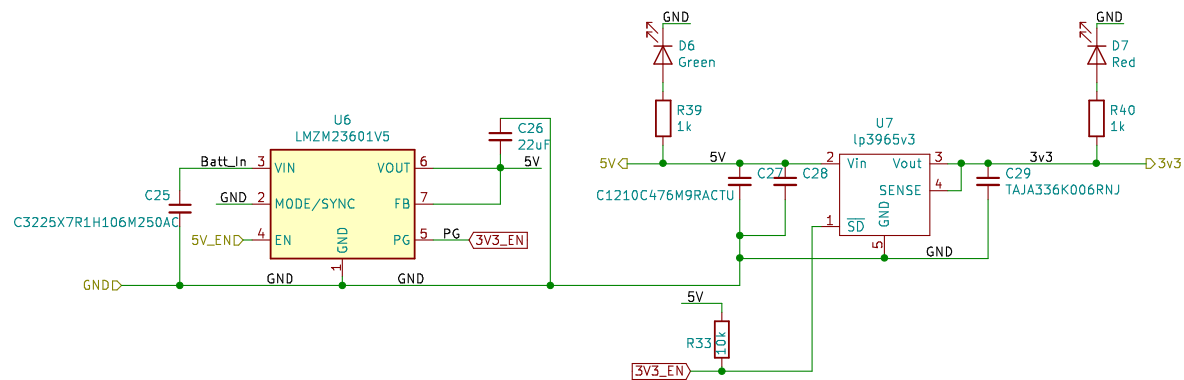 GND
D6
Green
R39
1k
GND
D7
Red
R40
1k
U6
LMZM23601V5
Batt_In
3
VIN
VOUT
6
C26
22uF
5V
C25
C3225X7R1H106M250AC
GND
2
MODE/SYNC
FB
7
5V_EN
4
EN
GND
PG
5
PG
3V3_EN
1
GND
GND
GND
U7
lp3965v3
5V
5V
2
Vin
Vout
3
3v3
3v3
C27
C28
C1210C476M9RACTU
SENSE
4
C29
TAJA336K006RNJ
1
SD
GND
5
GND
5V
R33
10k
3V3_EN